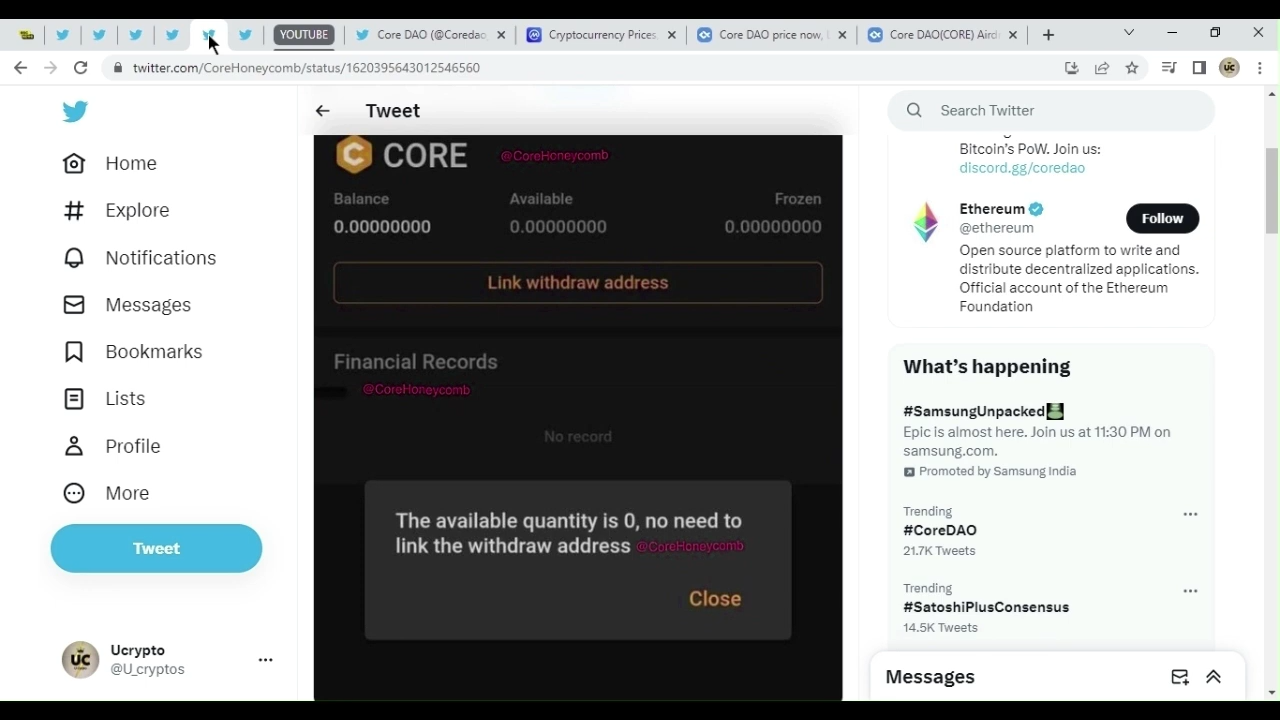 YOUTUBE
Core DAO (@Coredao
Cryptocurrency Prices,
Core DAO price now, L
Core DAO(CORE) Aird
twitter.com/CoreHoneycomb/status/1620395643012546560
UC
Home
Explore
Notifications
Messages
Bookmarks
Lists
Profile
More
Tweet
UC
Ucrypto
@U_cryptos
Tweet
CORE @CoreHoneycomb
Balance Available Frozen
0.00000000 0.00000000 0.00000000
Link withdraw address
Financial Records
@CoreHoneycomb
No record
The available quantity is 0, no need to
link the withdraw address @CoreHoneycomb
Close
Search Twitter
Bitcoin's PoW. Join us:
discord.gg/coredao
Ethereum
@ethereum
Follow
Open source platform to write and
distribute decentralized applications.
Official account of the Ethereum
Foundation
What's happening
#SamsungUnpacked
Epic is almost here. Join us at 11:30 PM on
samsung.com.
Promoted by Samsung India
Trending
#CoreDAO
21.7K Tweets
Trending
#SatoshiPlusConsensus
14.5K Tweets
Messages